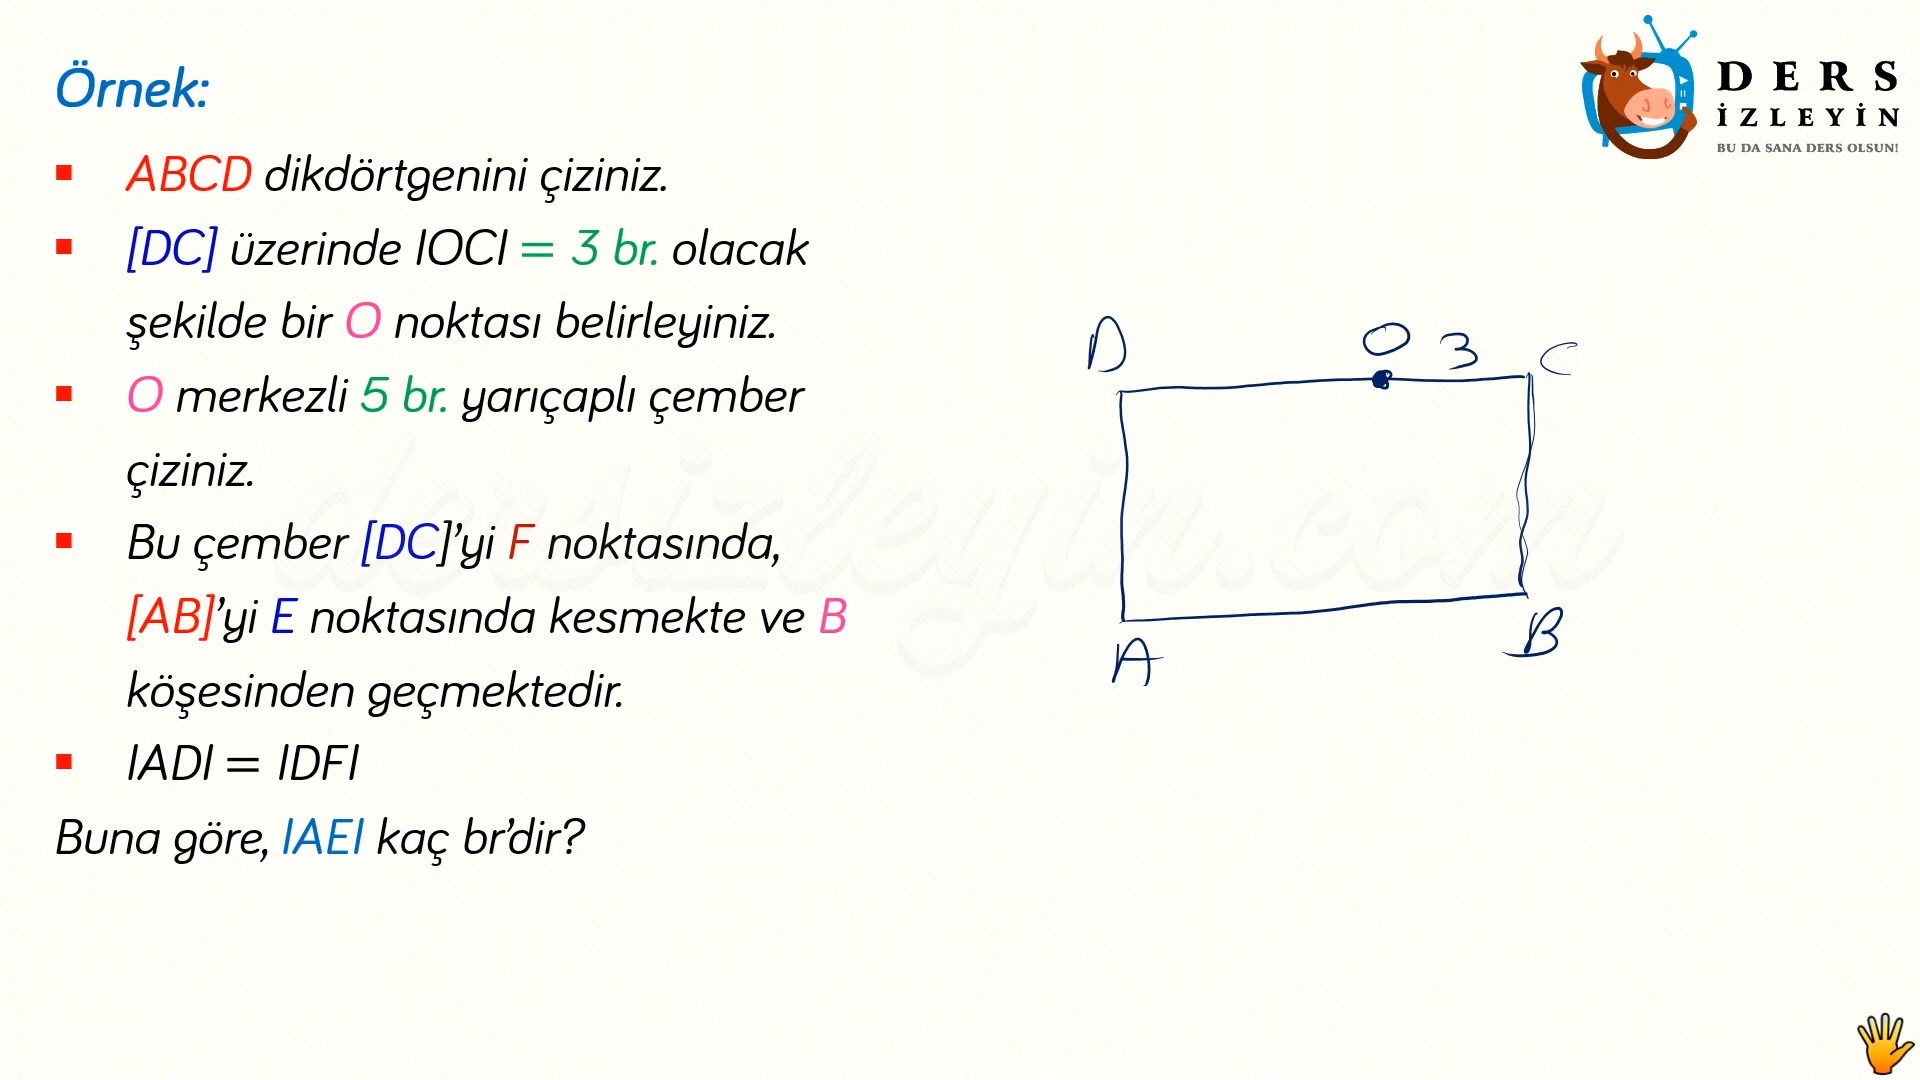 Örnek:
DERS
İZLEYİN
BU DA SANA DERS OLSUN!
▪ ABCD dikdörtgenini çiziniz.
▪ [DC] üzerinde IOCI = 3 br. olacak
şekilde bir O noktası belirleyiniz.
▪ O merkezli 5 br. yarıçaplı çember
çiziniz.
▪ Bu çember [DC]’yi F noktasında,
[AB]’yi E noktasında kesmekte ve B
köşesinden geçmektedir.
▪ IADI = IDFI
Buna göre, IAEI kaç br’dir?
D O 3 C
A B
dersizleyin.com